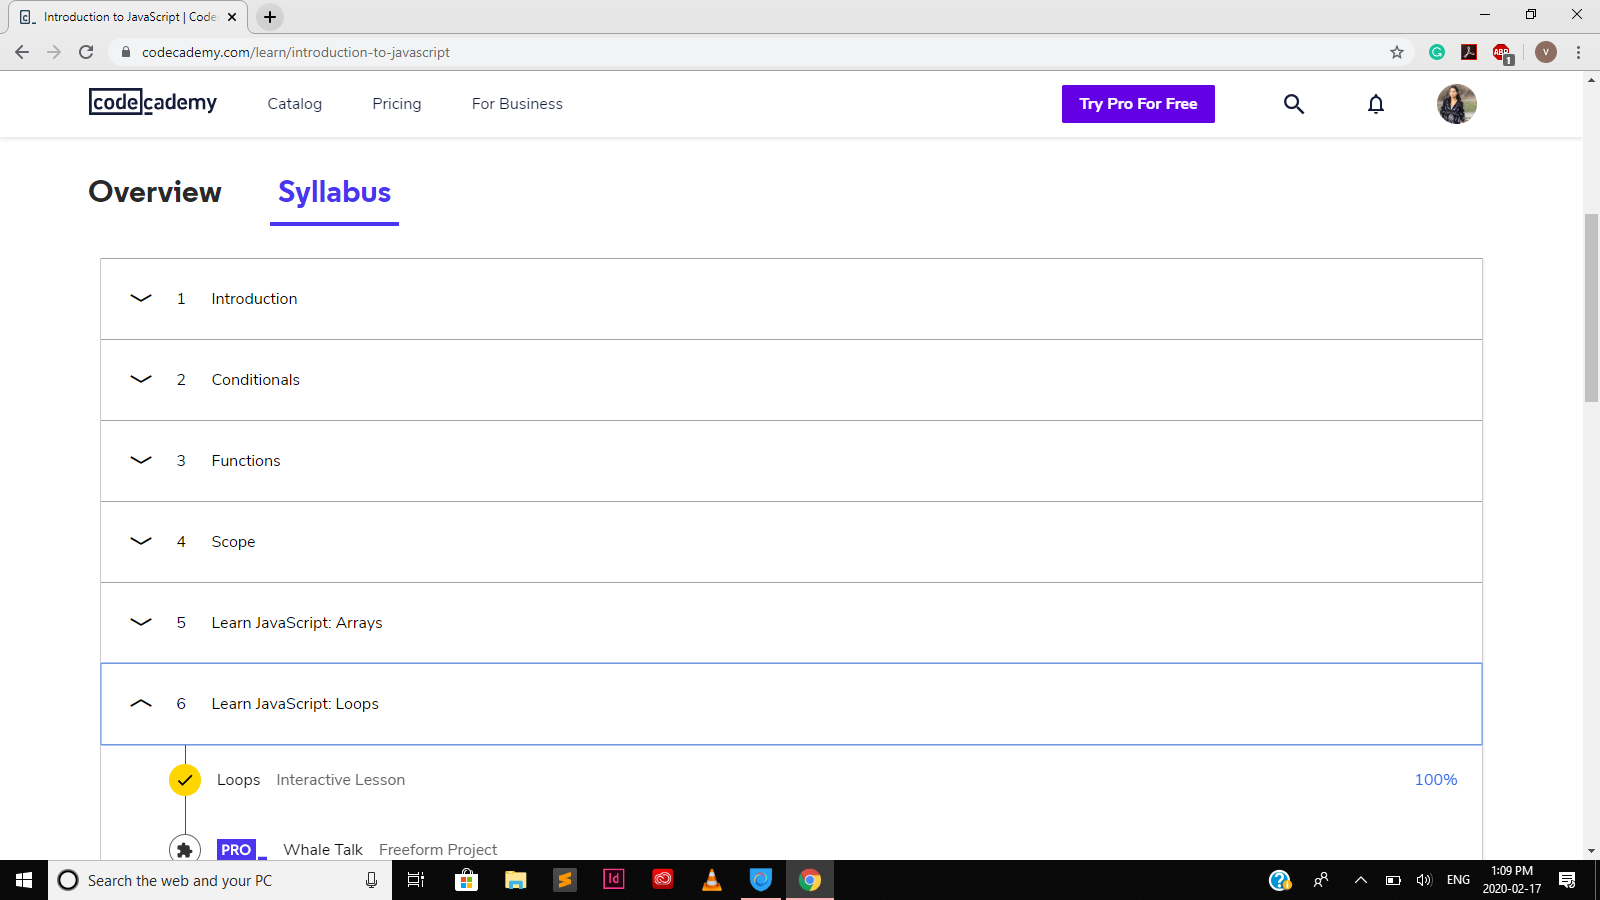 Introduction to JavaScript | Code
codecademy.com/learn/introduction-to-javascript
ABP
1
V
codecademy
Catalog
Pricing
For Business
Try Pro For Free
Overview
Syllabus
1 Introduction
2 Conditionals
3 Functions
4 Scope
5 Learn JavaScript: Arrays
6 Learn JavaScript: Loops
Loops Interactive Lesson 100%
PRO Whale Talk Freeform Project
Search the web and your PC
Id
ENG
1:09 PM
2020-02-17